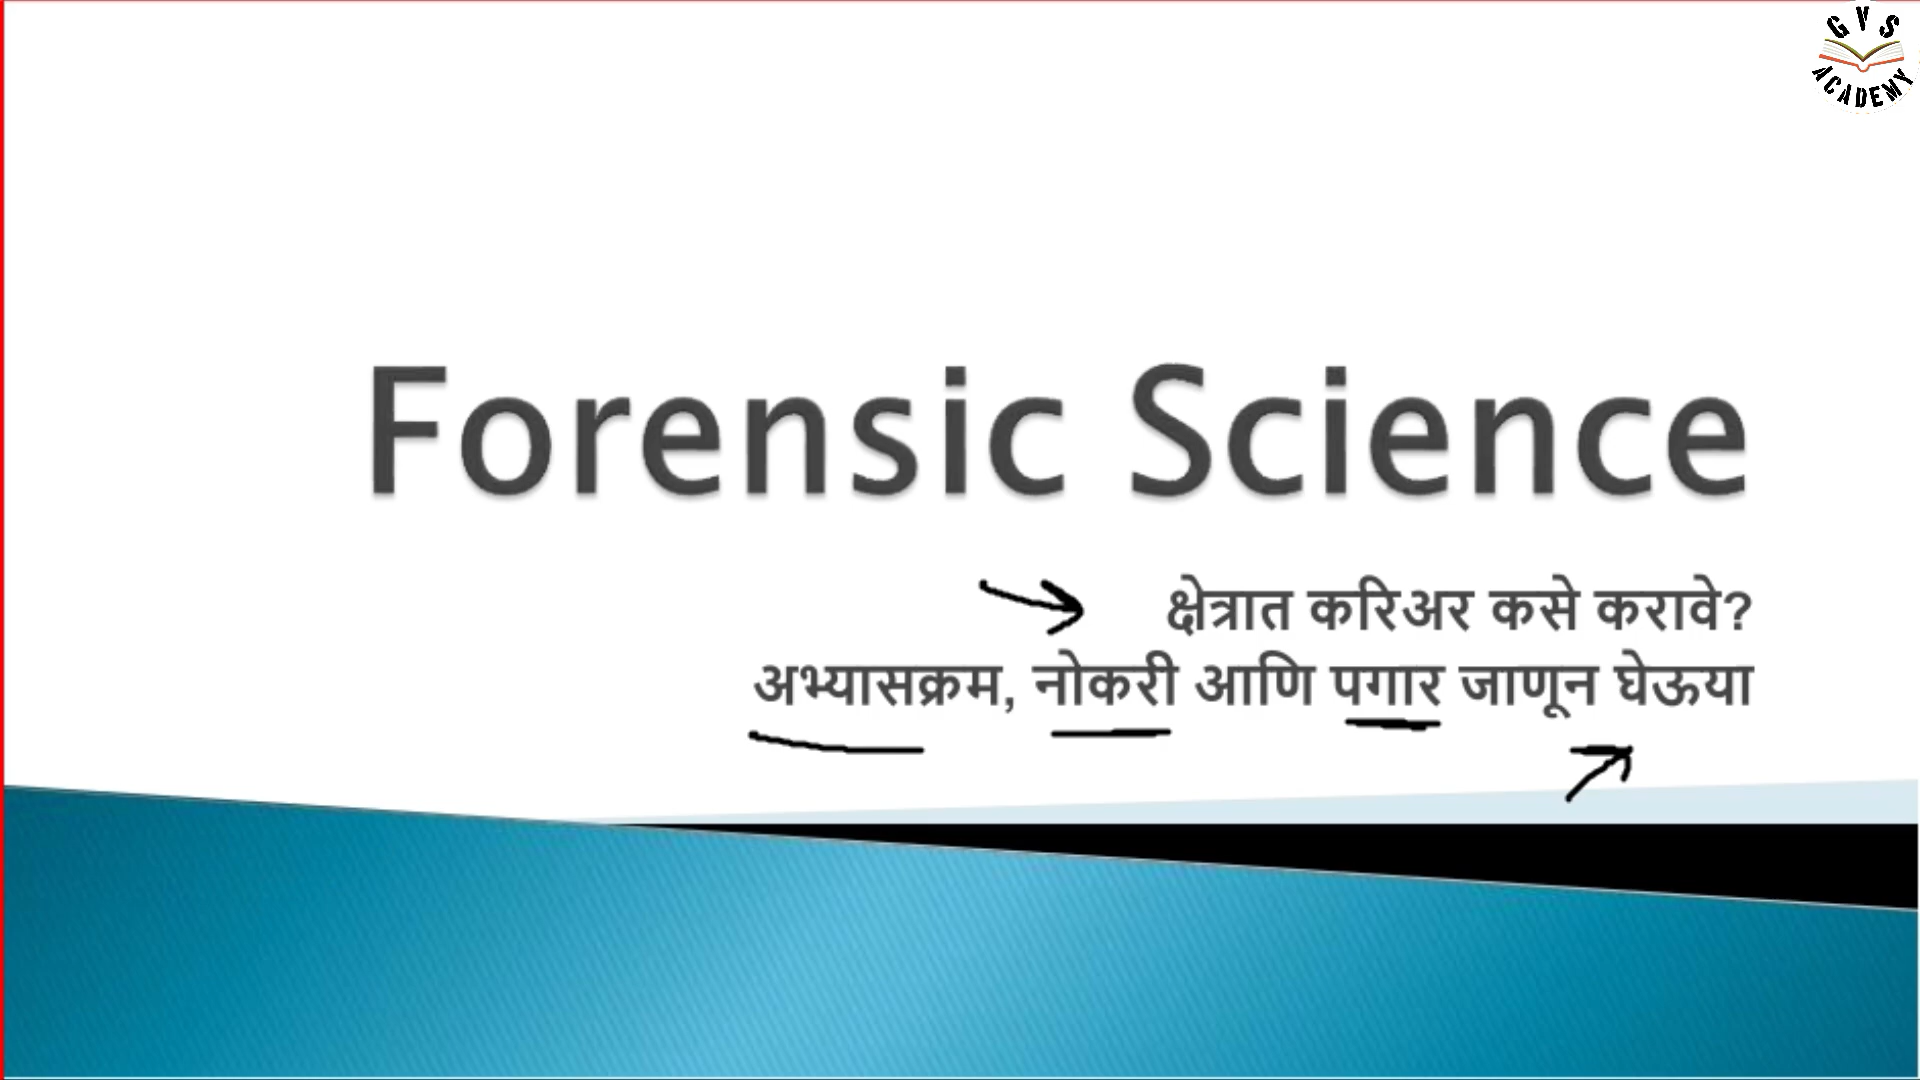 GVS
ACADEMY
Forensic Science
क्षेत्रात करिअर कसे करावे?
अभ्यासक्रम, नोकरी आणि पगार जाणून घेऊया